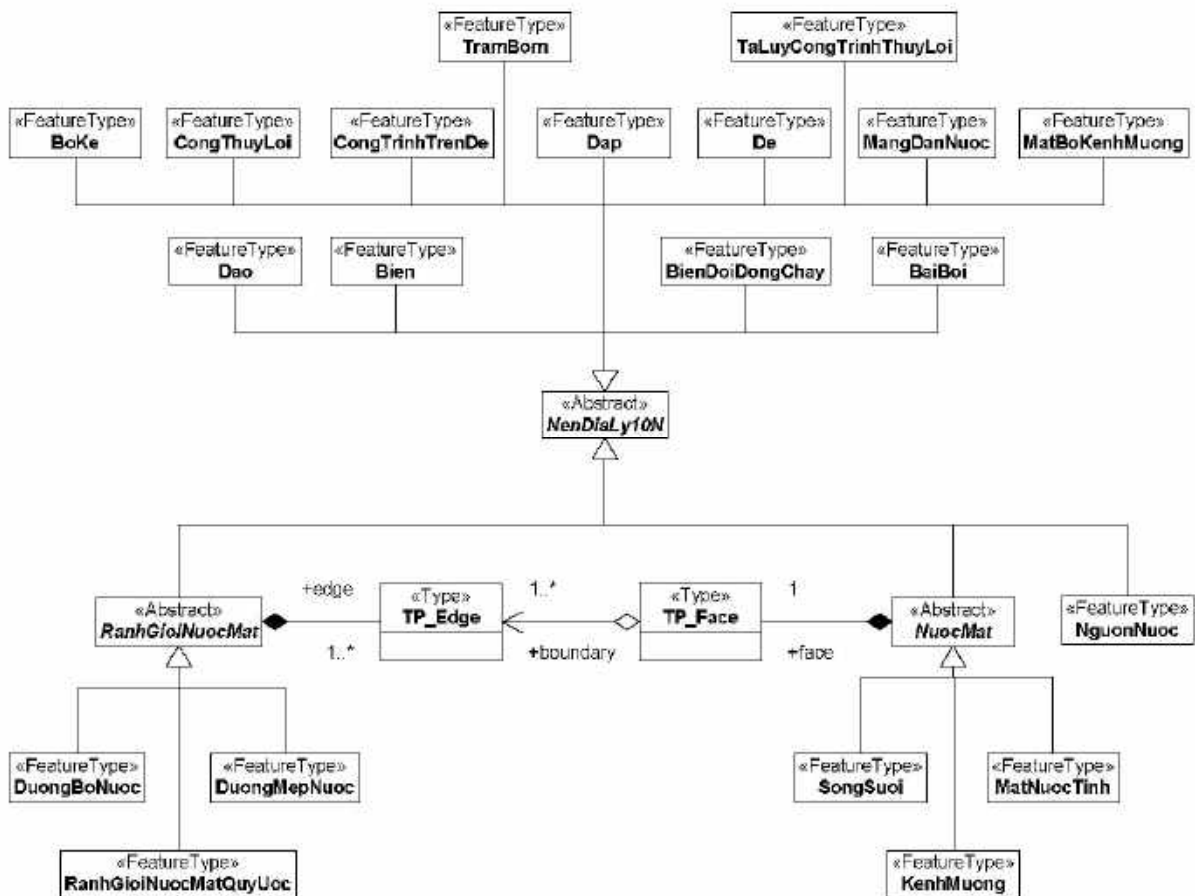 «FeatureType»
TramBom
«FeatureType»
TaLuyCongTrinhThuyLoi
«FeatureType»
BoKe
«FeatureType»
CongThuyLoi
«FeatureType»
CongTrinhTrenDe
«FeatureType»
Dap
«FeatureType»
De
«FeatureType»
MangDanNuoc
«FeatureType»
MatBoKenhMuong
«FeatureType»
Dao
«FeatureType»
Bien
«FeatureType»
BienDoiDongChay
«FeatureType»
BaiBoi
«Abstract»
NenDiaLy10N
«Abstract»
RanhGioiNuocMat
+edge
1..*
«Type»
TP_Edge
1..*
+boundary
«Type»
TP_Face
1
+face
«Abstract»
NuocMat
«FeatureType»
NguonNuoc
«FeatureType»
DuongBoNuoc
«FeatureType»
DuongMepNuoc
«FeatureType»
SongSuoi
«FeatureType»
MatNuocTinh
«FeatureType»
RanhGioiNuocMatQuyUoc
«FeatureType»
KenhMuong